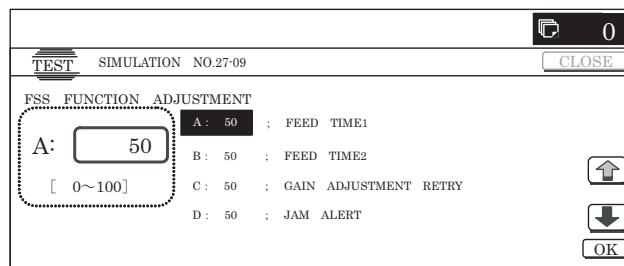 0
TEST SIMULATION NO.27-09 CLOSE
FSS FUNCTION ADJUSTMENT
A: 50
[ 0~100]
A: 50 ; FEED TIME1
B: 50 ; FEED TIME2
C: 50 ; GAIN ADJUSTMENT RETRY
D: 50 ; JAM ALERT
OK